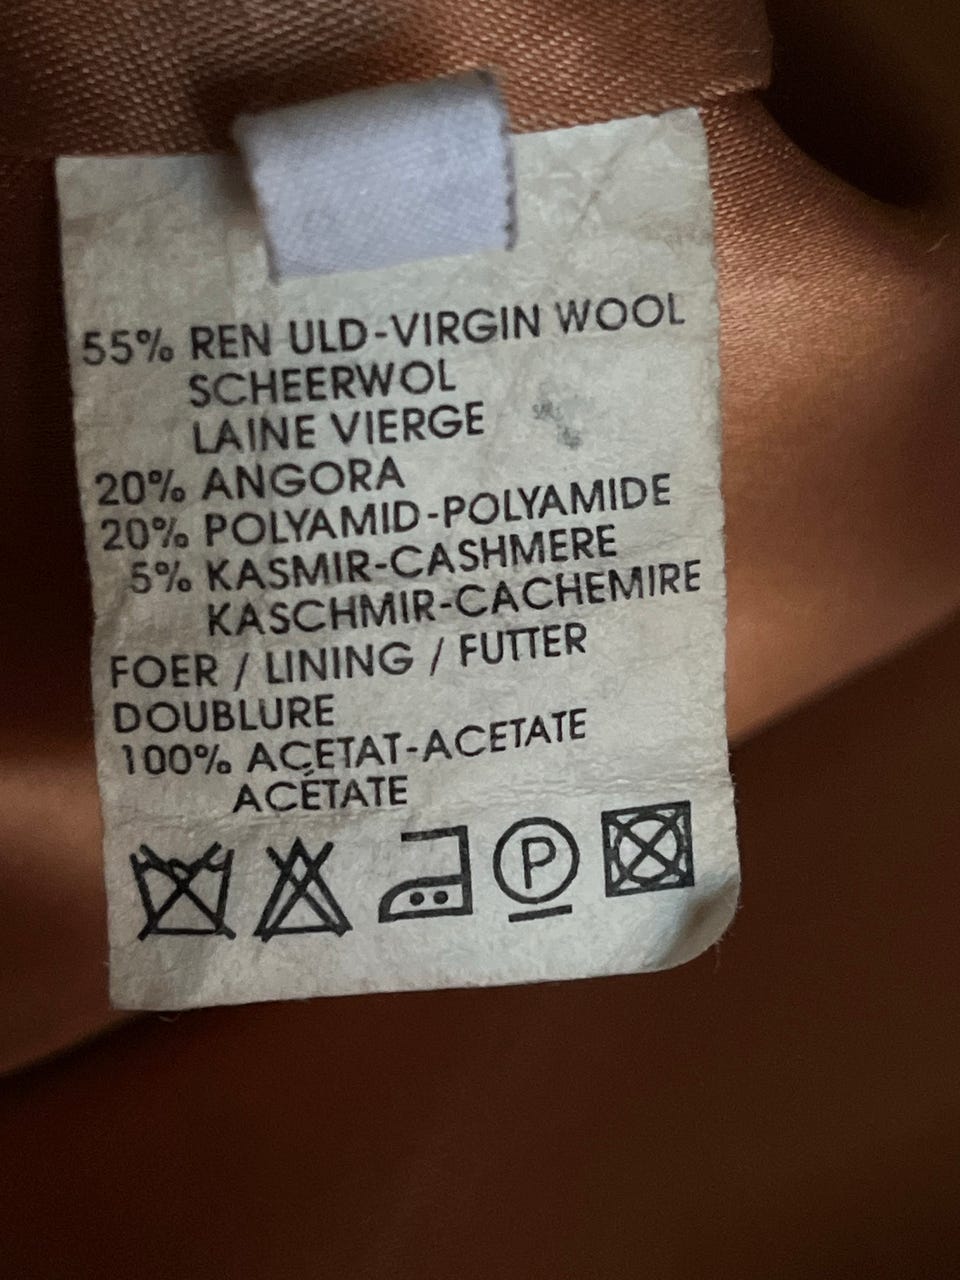 55% REN ULD-VIRGIN WOOL
SCHEERWOL
LAINE VIERGE
20% ANGORA
20% POLYAMID-POLYAMIDE
5% KASMIR-CASHMERE
KASCHMIR-CACHEMIRE
FOER / LINING / FUTTER
DOUBLURE
100% ACETAT-ACETATE
ACÉTATE
P